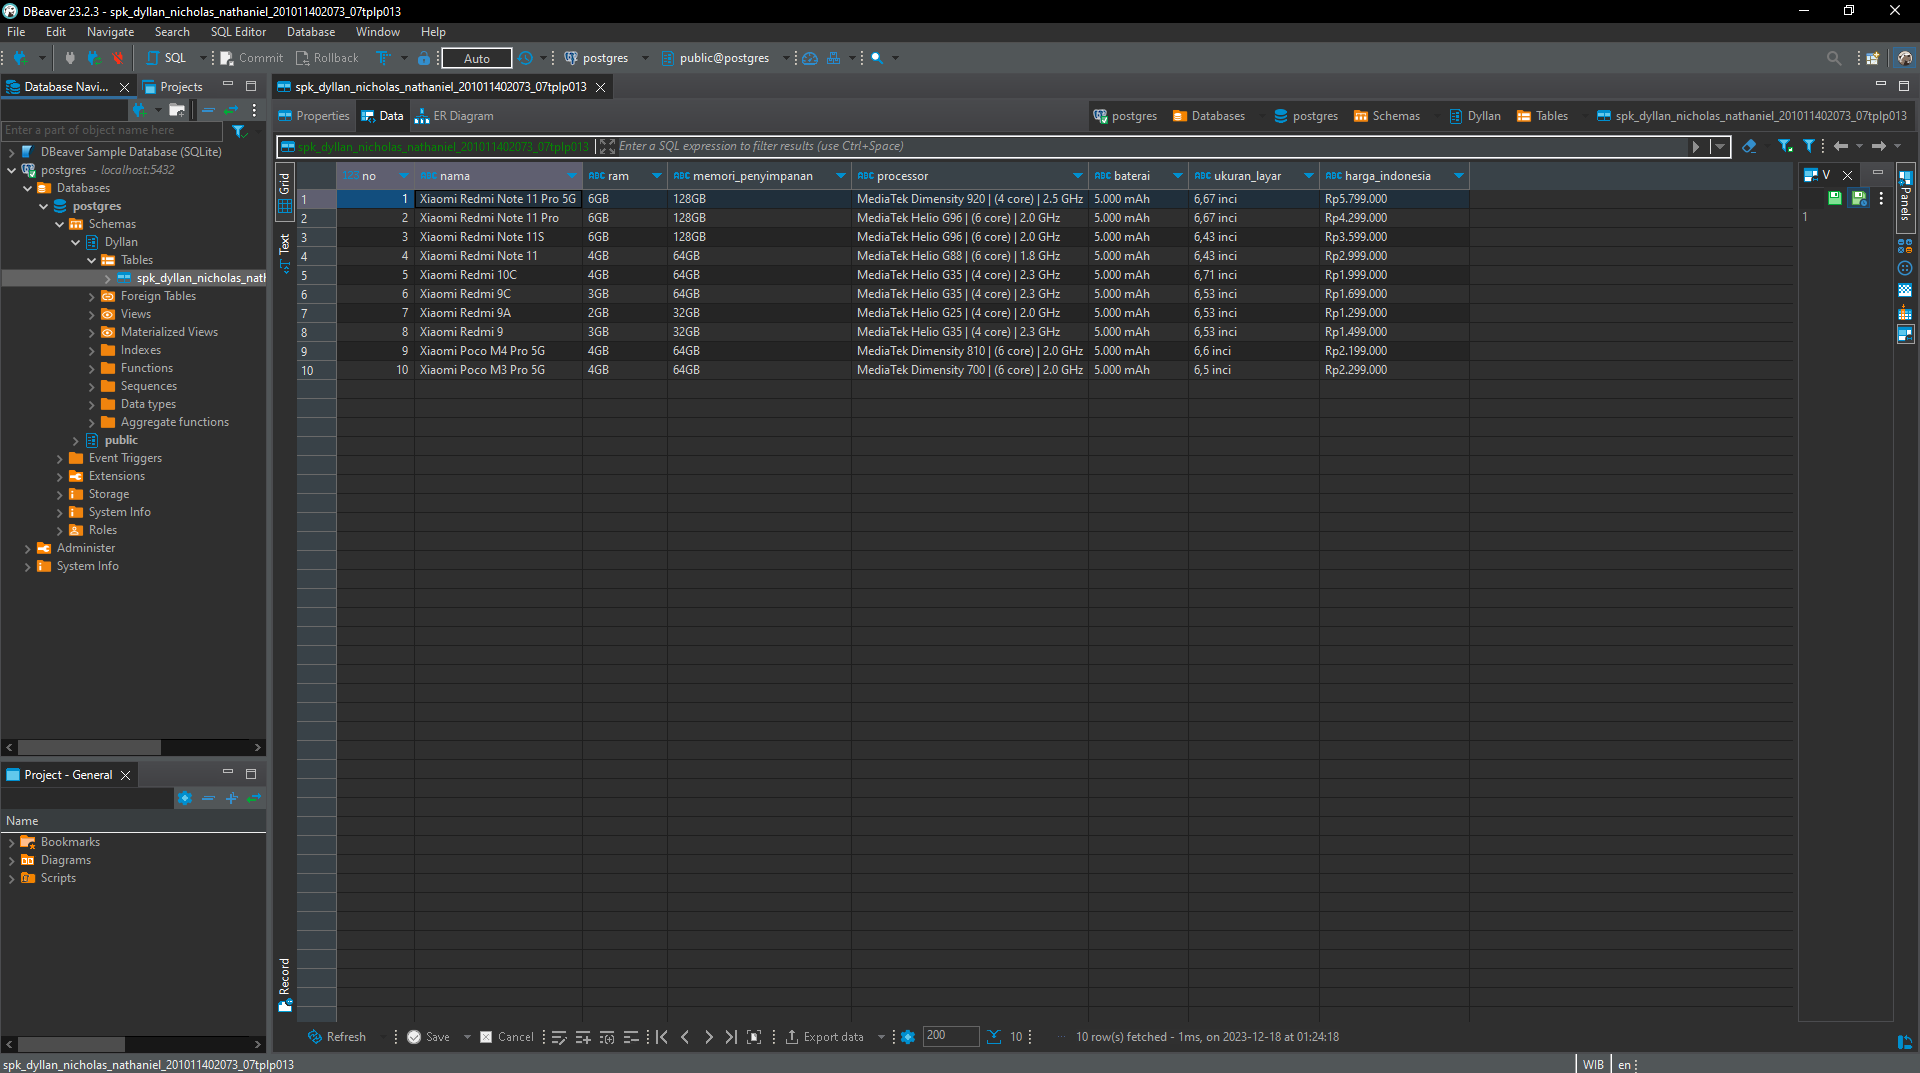 DBeaver 23.2.3 - spk_dyllan_nicholas_nathaniel_201011402073_07tplp013
File Edit Navigate Search SQL Editor Database Window Help
SQL Commit Rollback Auto postgres public@postgres
Database Navi... Projects
spk_dyllan_nicholas_nathaniel_201011402073_07tplp013
Properties Data ER Diagram
postgres Databases postgres Schemas Dyllan Tables spk_dyllan_nicholas_nathaniel_201011402073_07tplp013
Enter a part of object name here
spk_dyllan_nicholas_nathaniel_201011402073_07tplp013 Enter a SQL expression to filter results (use Ctrl+Space)
DBeaver Sample Database (SQLite)
postgres - localhost:5432
Databases
postgres
Schemas
Dyllan
Tables
spk_dyllan_nicholas_nath
Foreign Tables
Views
Materialized Views
Indexes
Functions
Sequences
Data types
Aggregate functions
public
Event Triggers
Extensions
Storage
System Info
Roles
Administer
System Info
Grid
Text
Record
123 no ABC nama ABC ram ABC memori_penyimpanan ABC processor ABC baterai ABC ukuran_layar ABC harga_indonesia
1 1 Xiaomi Redmi Note 11 Pro 5G 6GB 128GB MediaTek Dimensity 920 | (4 core) | 2.5 GHz 5.000 mAh 6,67 inci Rp5.799.000
2 2 Xiaomi Redmi Note 11 Pro 6GB 128GB MediaTek Helio G96 | (6 core) | 2.0 GHz 5.000 mAh 6,67 inci Rp4.299.000
3 3 Xiaomi Redmi Note 11S 6GB 128GB MediaTek Helio G96 | (6 core) | 2.0 GHz 5.000 mAh 6,43 inci Rp3.599.000
4 4 Xiaomi Redmi Note 11 4GB 64GB MediaTek Helio G88 | (6 core) | 1.8 GHz 5.000 mAh 6,43 inci Rp2.999.000
5 5 Xiaomi Redmi 10C 4GB 64GB MediaTek Helio G35 | (4 core) | 2.3 GHz 5.000 mAh 6,71 inci Rp1.999.000
6 6 Xiaomi Redmi 9C 3GB 64GB MediaTek Helio G35 | (4 core) | 2.3 GHz 5.000 mAh 6,53 inci Rp1.699.000
7 7 Xiaomi Redmi 9A 2GB 32GB MediaTek Helio G25 | (4 core) | 2.0 GHz 5.000 mAh 6,53 inci Rp1.299.000
8 8 Xiaomi Redmi 9 3GB 32GB MediaTek Helio G35 | (4 core) | 2.3 GHz 5.000 mAh 6,53 inci Rp1.499.000
9 9 Xiaomi Poco M4 Pro 5G 4GB 64GB MediaTek Dimensity 810 | (6 core) | 2.0 GHz 5.000 mAh 6,6 inci Rp2.199.000
10 10 Xiaomi Poco M3 Pro 5G 4GB 64GB MediaTek Dimensity 700 | (6 core) | 2.0 GHz 5.000 mAh 6,5 inci Rp2.299.000
V
1
Panels
Project - General
Name
Bookmarks
Diagrams
Scripts
Refresh Save Cancel Export data 200 10 10 row(s) fetched - 1ms, on 2023-12-18 at 01:24:18
spk_dyllan_nicholas_nathaniel_201011402073_07tplp013 WIB en